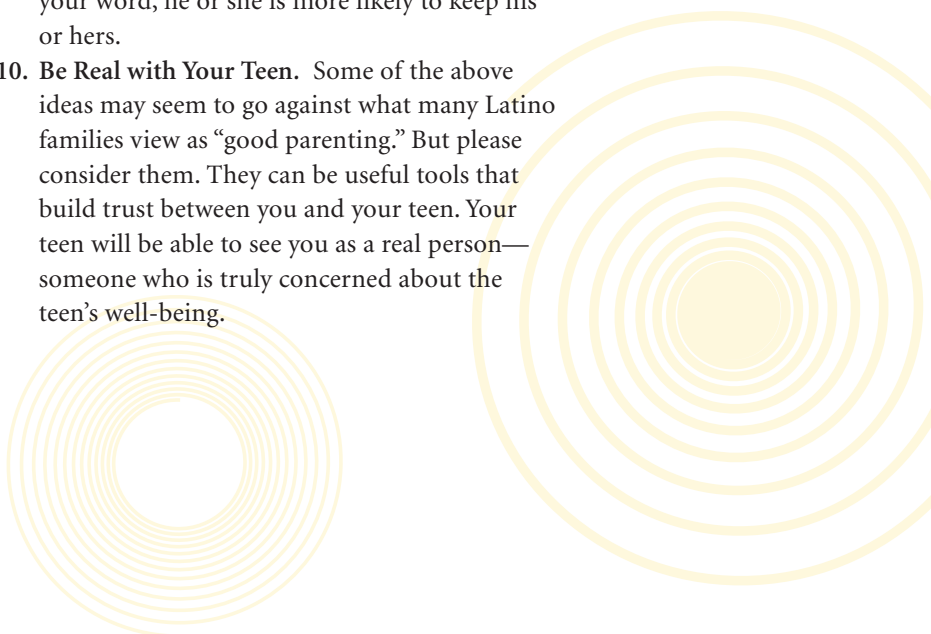 your word, he or she is more likely to keep his
or hers.
10. Be Real with Your Teen. Some of the above
ideas may seem to go against what many Latino
families view as “good parenting.” But please
consider them. They can be useful tools that
build trust between you and your teen. Your
teen will be able to see you as a real person—
someone who is truly concerned about the
teen’s well-being.